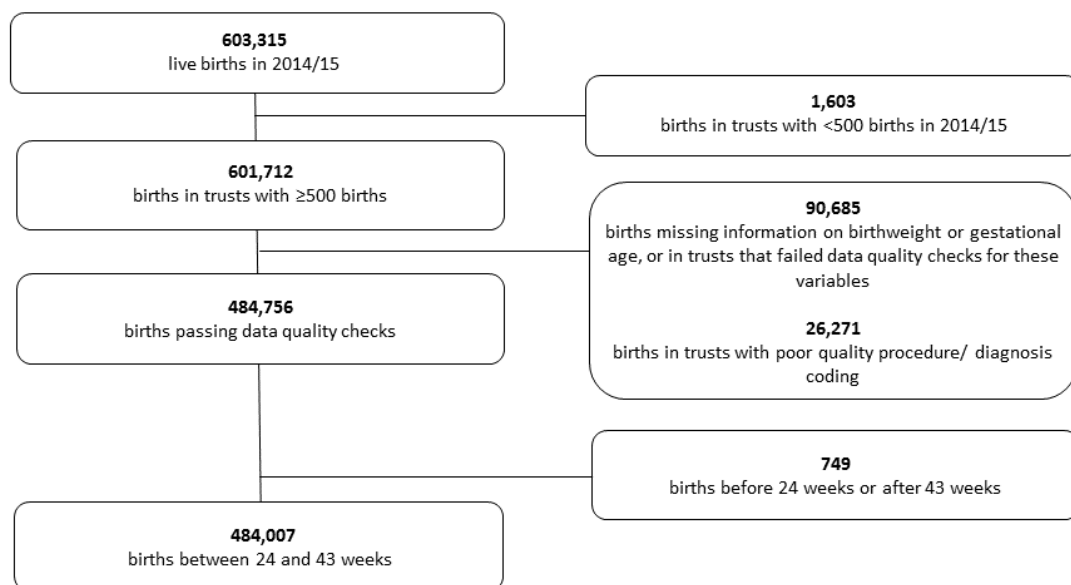 603,315
live births in 2014/15
1,603
births in trusts with <500 births in 2014/15
601,712
births in trusts with ≥500 births
90,685
births missing information on birthweight or gestational
age, or in trusts that failed data quality checks for these
variables
26,271
births in trusts with poor quality procedure/ diagnosis
coding
484,756
births passing data quality checks
749
births before 24 weeks or after 43 weeks
484,007
births between 24 and 43 weeks